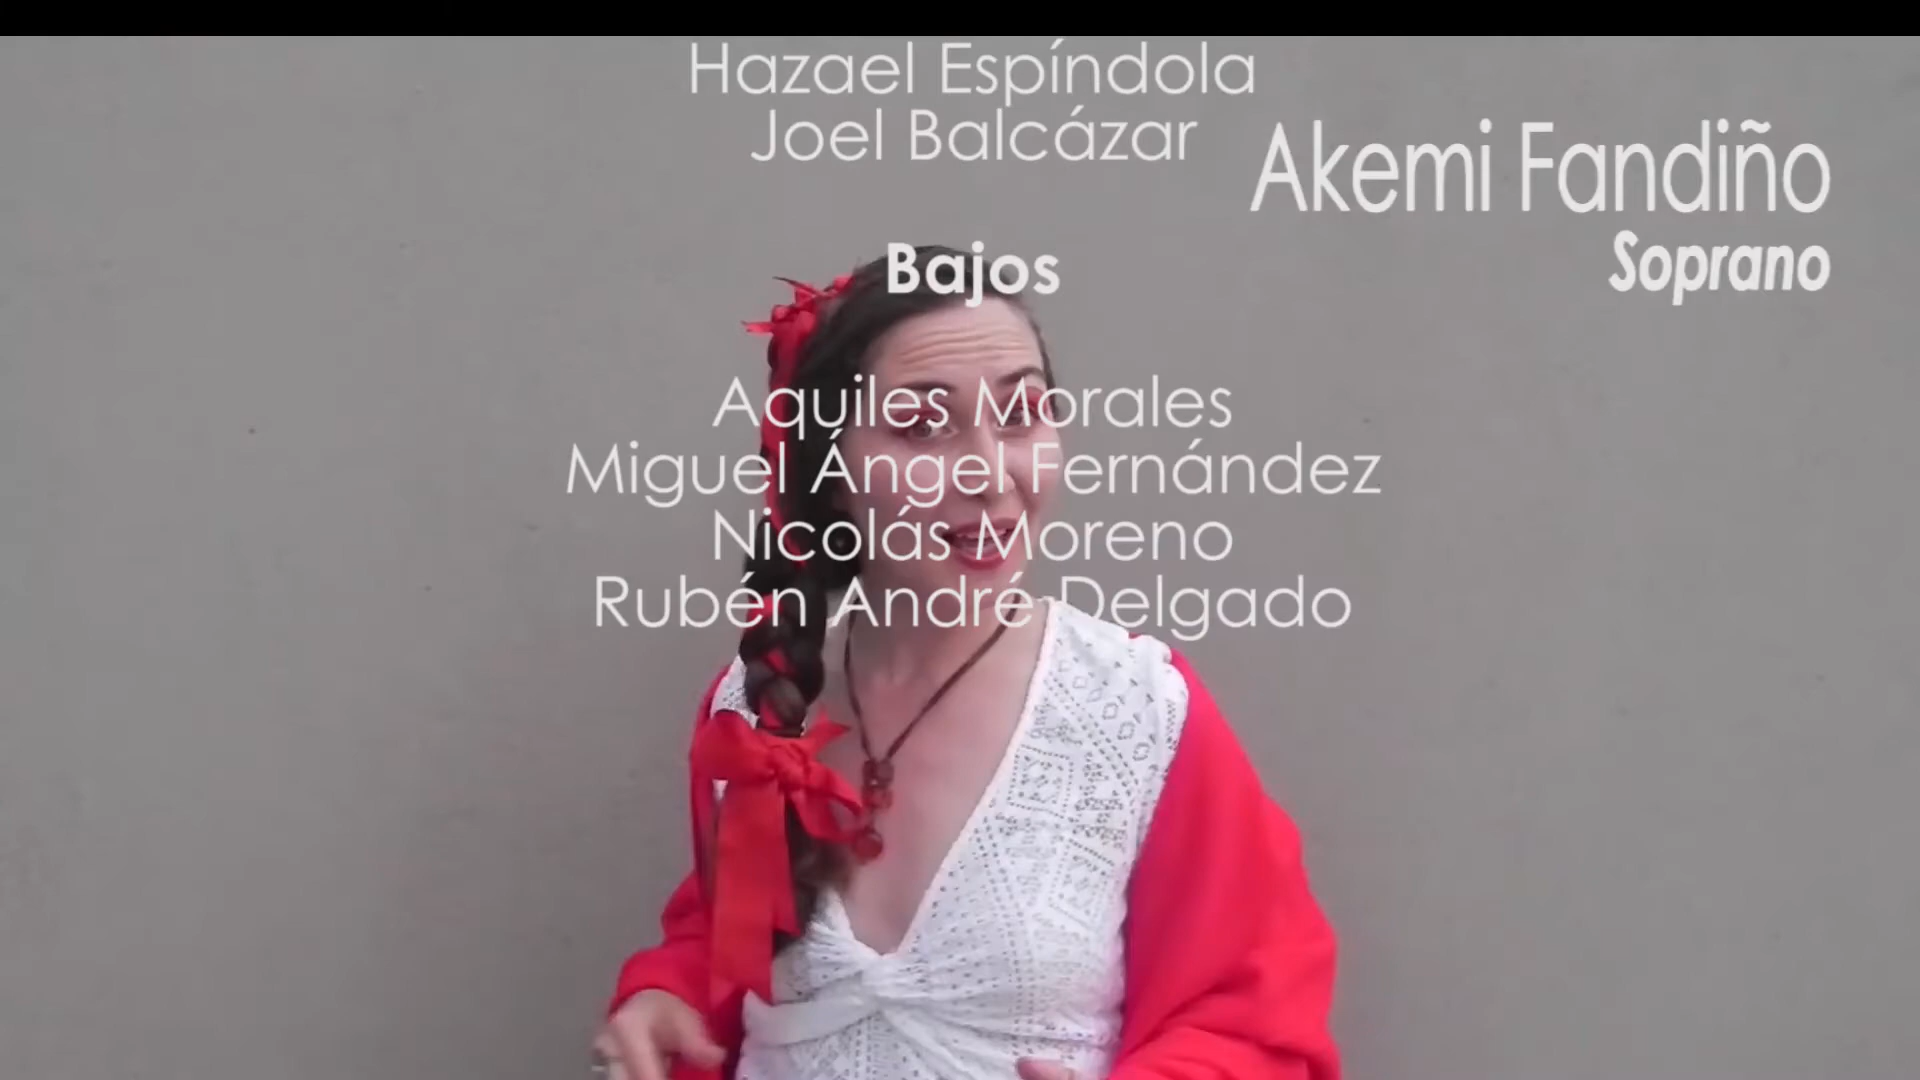 Hazael Espíndola
Joel Balcázar
Akemi Fandiño
Soprano
Bajos
Aquiles Morales
Miguel Ángel Fernández
Nicolás Moreno
Rubén André Delgado